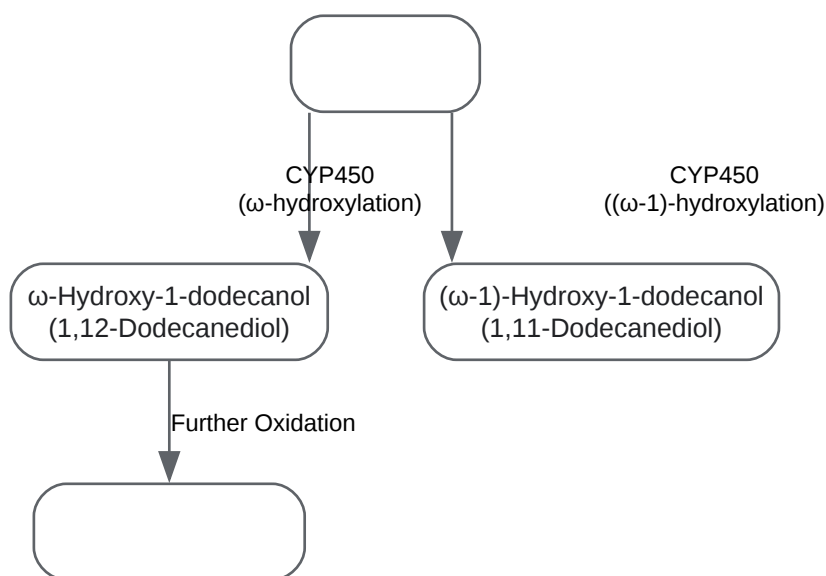 CYP450
(ω-hydroxylation)
CYP450
((ω-1)-hydroxylation)
ω-Hydroxy-1-dodecanol
(1,12-Dodecanediol)
(ω-1)-Hydroxy-1-dodecanol
(1,11-Dodecanediol)
Further Oxidation